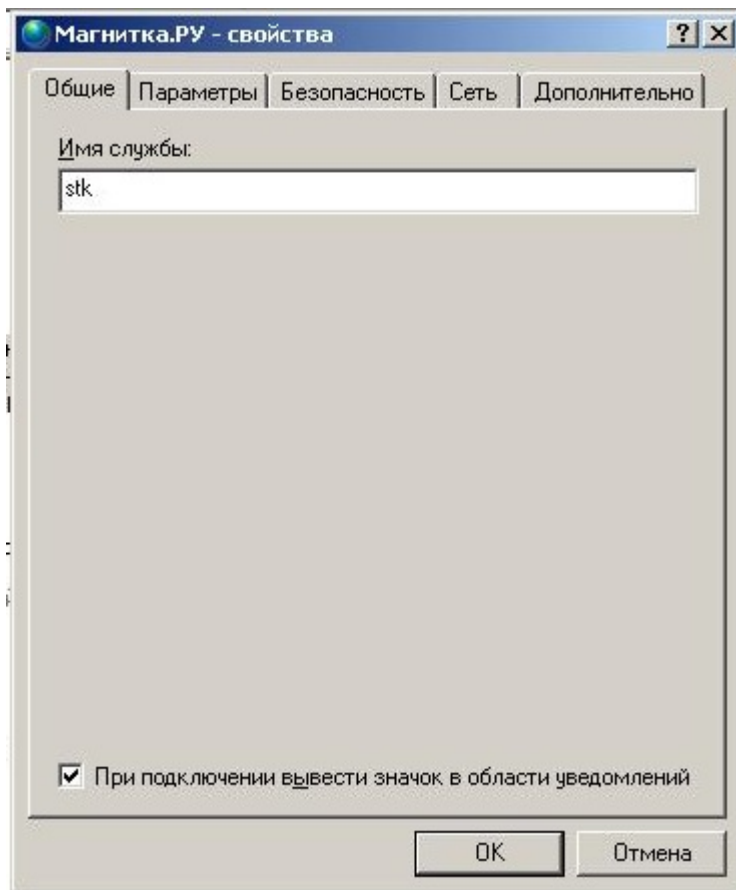 Магнитка.РУ - свойства
Общие Параметры Безопасность Сеть Дополнительно
Имя службы:
stk
При подключении вывести значок в области уведомлений
OK Отмена